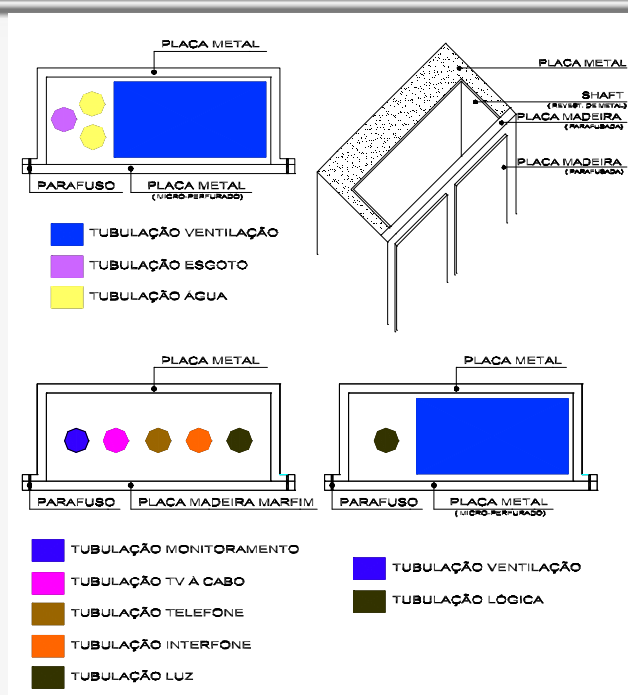 PLACA METAL
PARAFUSO
PLACA METAL
(MICRO-PERFURADO)
TUBULAÇÃO VENTILAÇÃO
TUBULAÇÃO ESGOTO
TUBULAÇÃO ÁGUA
PLACA METAL
SHAFT
(REVEST. DE METAL)
PLACA MADEIRA
(PARAFUSADA)
PLACA MADEIRA
(PARAFUSADA)
PLACA METAL
PARAFUSO
PLACA MADEIRA MARFIM
TUBULAÇÃO MONITORAMENTO
TUBULAÇÃO TV À CABO
TUBULAÇÃO TELEFONE
TUBULAÇÃO INTERFONE
TUBULAÇÃO LUZ
PLACA METAL
PARAFUSO
PLACA METAL
(MICRO-PERFURADO)
TUBULAÇÃO VENTILAÇÃO
TUBULAÇÃO LÓGICA